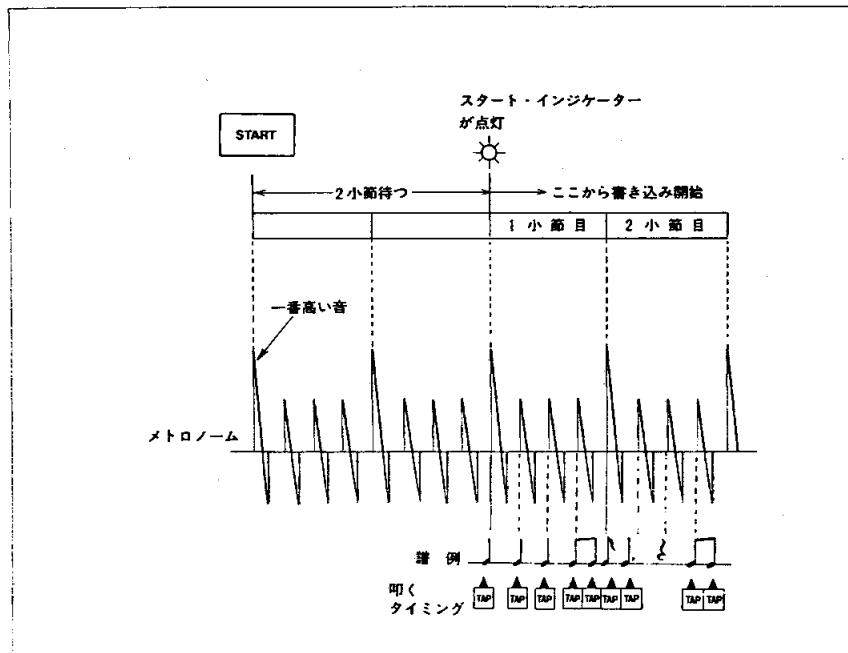 スタート・インジケーター
が点灯
START
2小節待つ
ここから書き込み開始
1小節目
2小節目
一番高い音
メトロノーム
譜例
叩く
タイミング
TAP TAP TAP TAP TAP TAP TAP TAP TAP